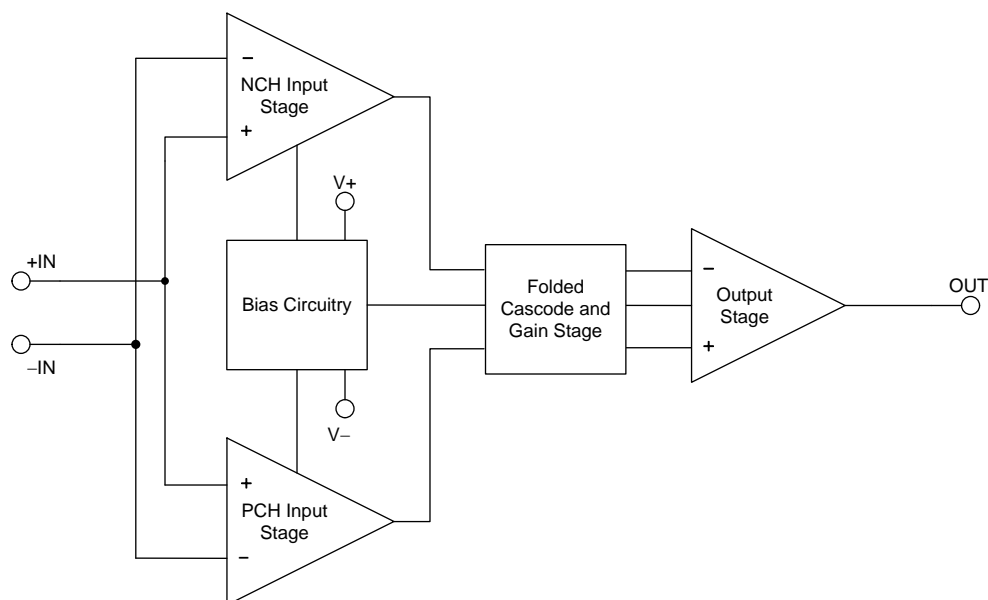 −
NCH Input
Stage
+
V+
+IN
Bias Circuitry
−IN
V−
Folded
Cascode and
Gain Stage
−
Output
Stage
+
OUT
+
PCH Input
Stage
−